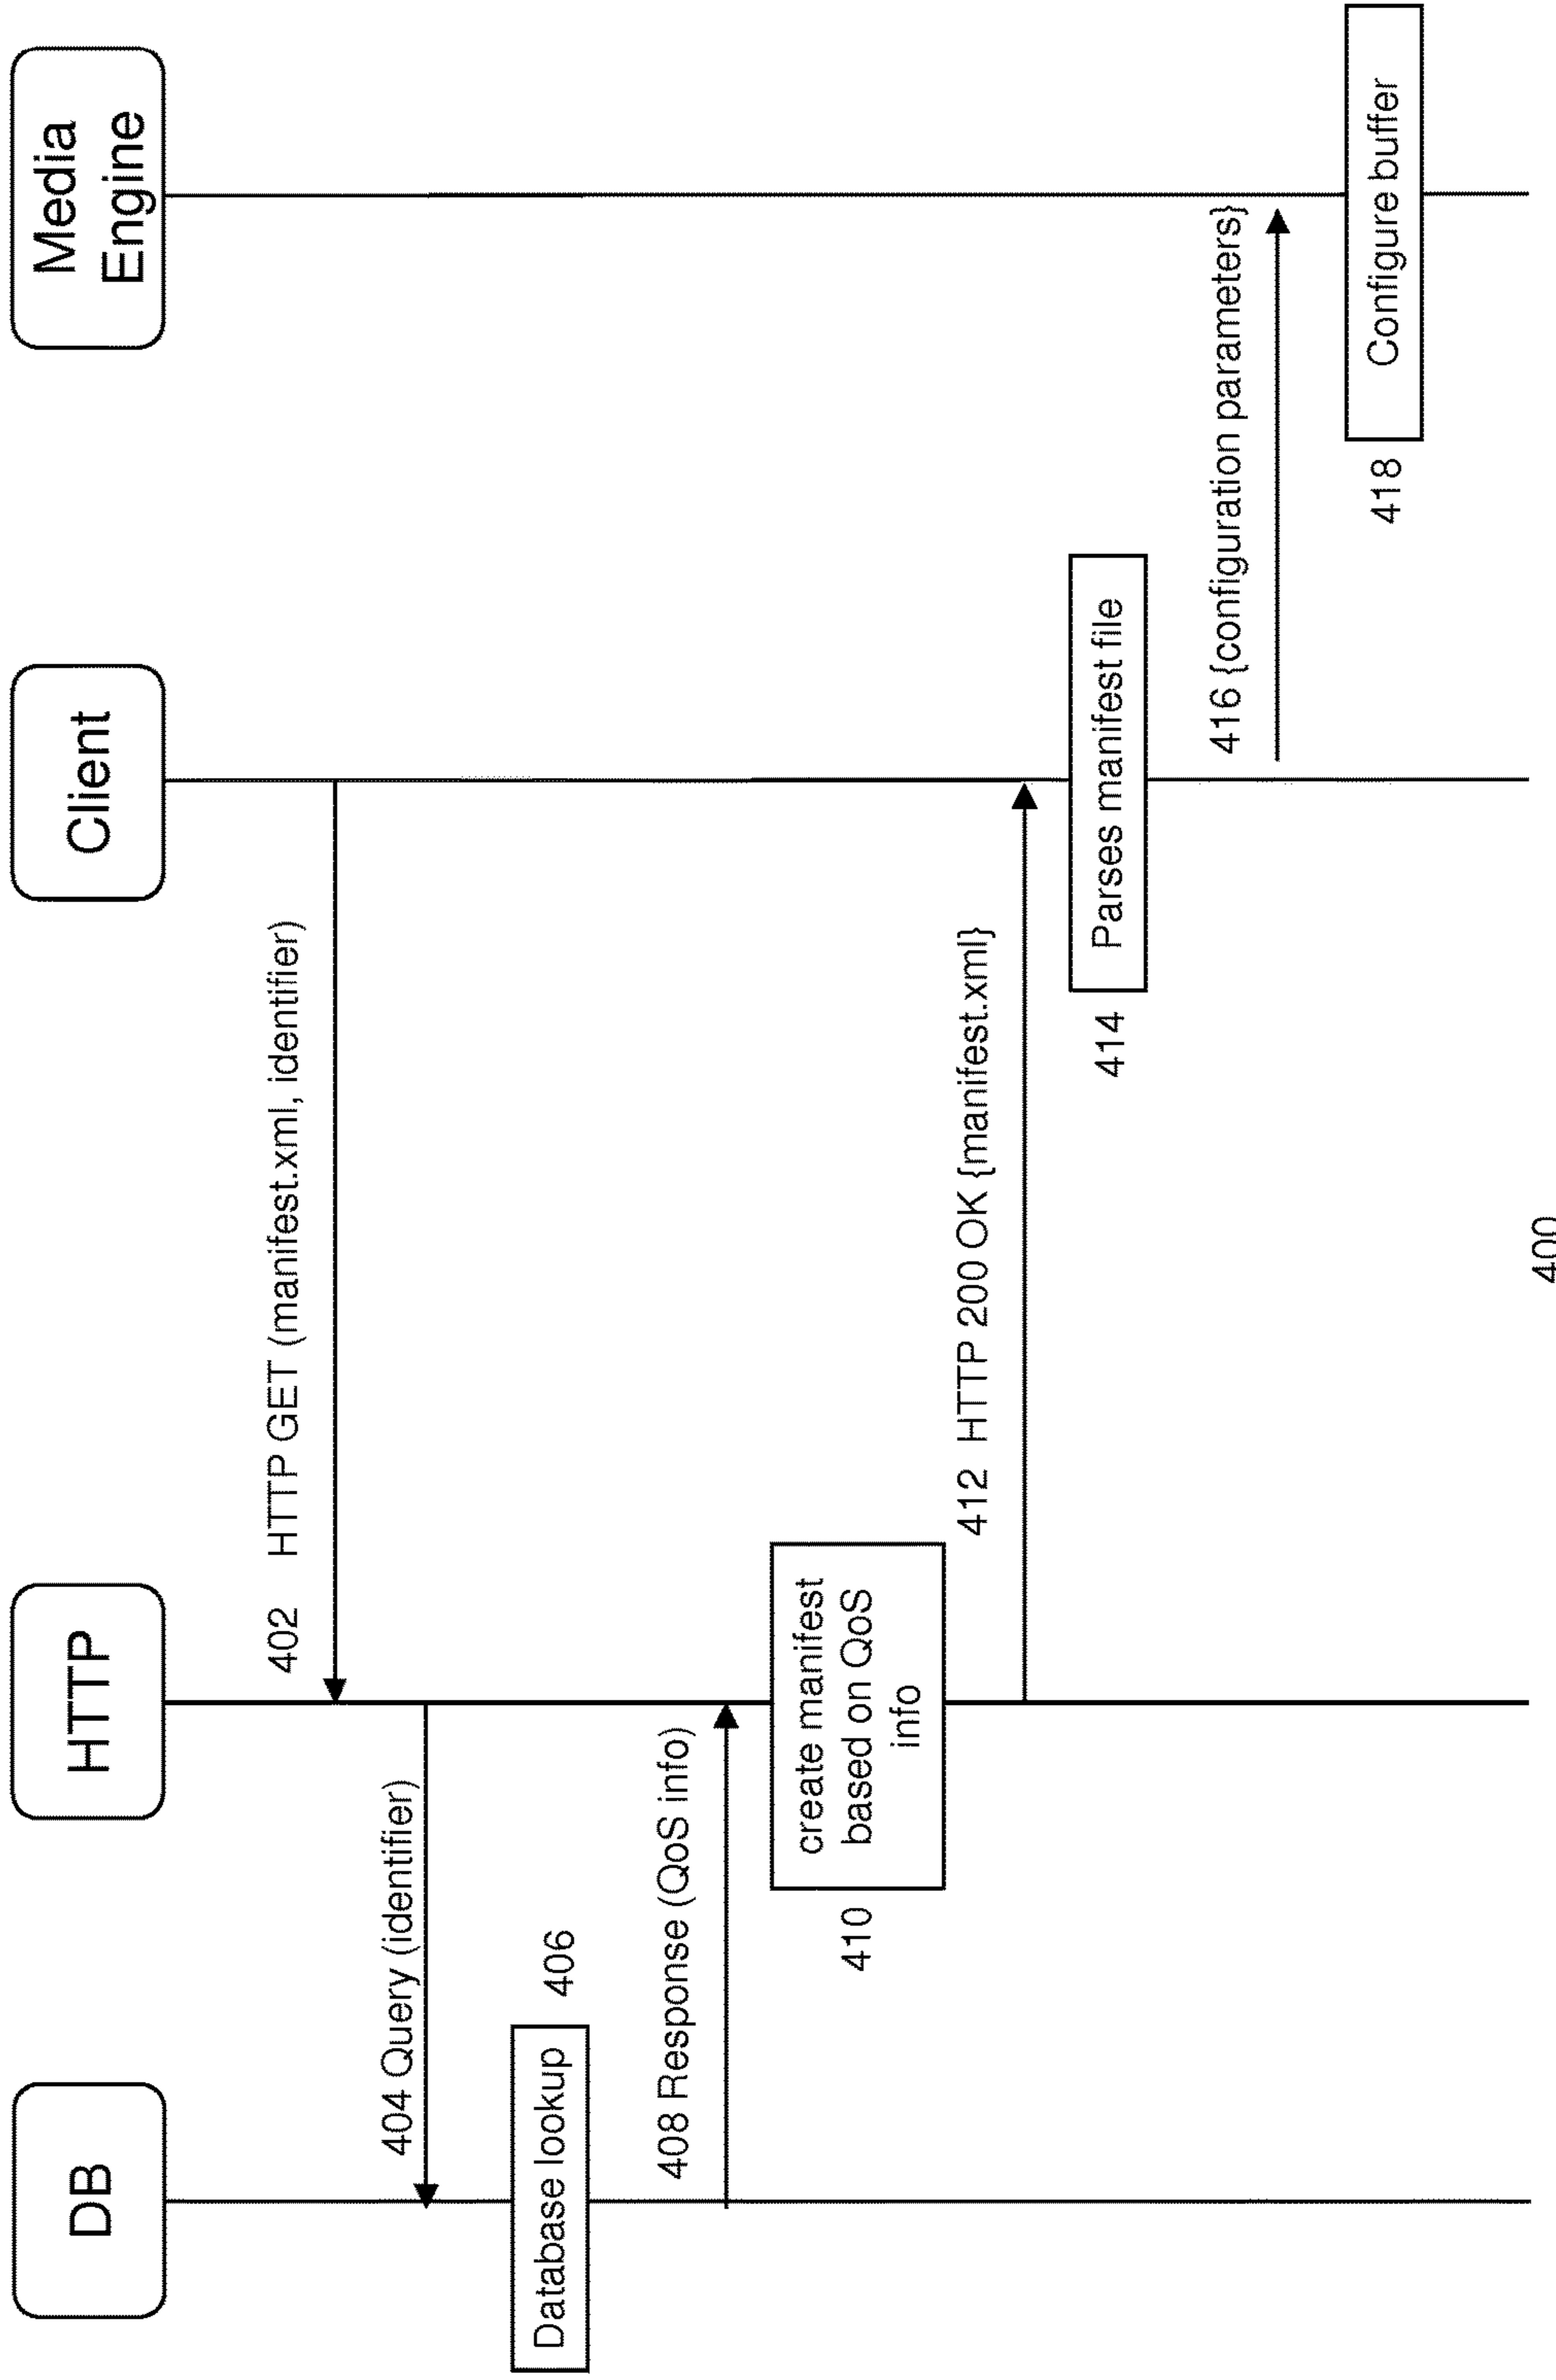 DB
HTTP
Client
Media
Engine
402 HTTP GET (manifest.xml, identifier)
404 Query (identifier)
Database lookup
406
408 Response (QoS info)
410
create manifest
based on QoS
info
412 HTTP 200 OK {manifest.xml}
414
Parses manifest file
416 {configuration parameters}
418
Configure buffer
400